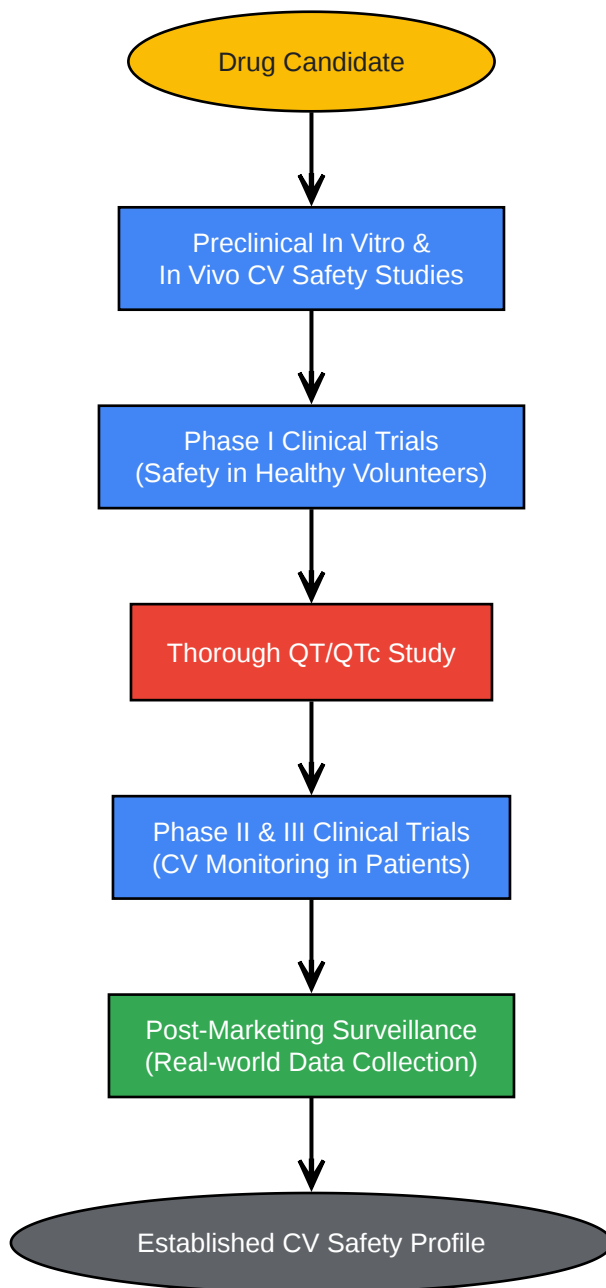 Drug Candidate
Preclinical In Vitro &
In Vivo CV Safety Studies
Phase I Clinical Trials
(Safety in Healthy Volunteers)
Thorough QT/QTc Study
Phase II & III Clinical Trials
(CV Monitoring in Patients)
Post-Marketing Surveillance
(Real-world Data Collection)
Established CV Safety Profile